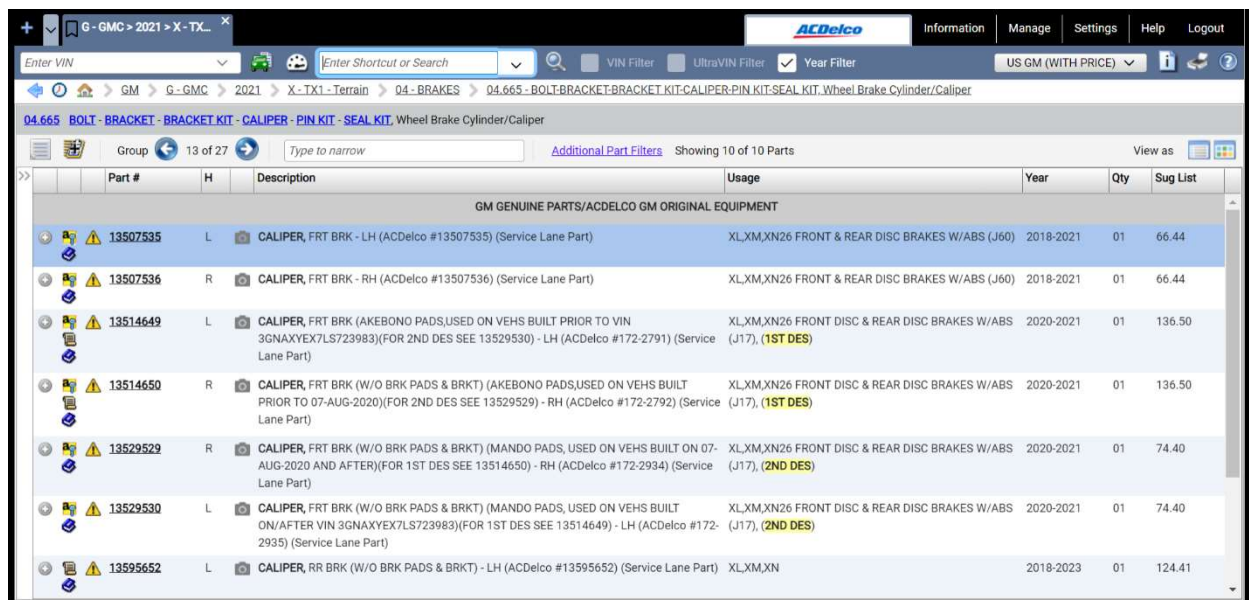 G - GMC > 2021 > X - TX...
ACDelco
Information
Manage
Settings
Help
Logout
Enter VIN
Enter Shortcut or Search
VIN Filter
UltraVIN Filter
Year Filter
US GM (WITH PRICE)
GM > G - GMC > 2021 > X - TX1 - Terrain > 04 - BRAKES > 04.665 - BOLT-BRACKET-BRACKET KIT-CALIPER-PIN KIT-SEAL KIT, Wheel Brake Cylinder/Caliper
04.665 BOLT - BRACKET - BRACKET KIT - CALIPER - PIN KIT - SEAL KIT, Wheel Brake Cylinder/Caliper
Group 13 of 27
Type to narrow
Additional Part Filters
Showing 10 of 10 Parts
View as
Part # H Description Usage Year Qty Sug List
GM GENUINE PARTS/ACDELCO GM ORIGINAL EQUIPMENT
13507535 L CALIPER, FRT BRK - LH (ACDelco #13507535) (Service Lane Part) XL,XM,XN26 FRONT & REAR DISC BRAKES W/ABS (J60) 2018-2021 01 66.44
13507536 R CALIPER, FRT BRK - RH (ACDelco #13507536) (Service Lane Part) XL,XM,XN26 FRONT & REAR DISC BRAKES W/ABS (J60) 2018-2021 01 66.44
13514649 L CALIPER, FRT BRK (AKEBONO PADS,USED ON VEHS BUILT PRIOR TO VIN XL,XM,XN26 FRONT DISC & REAR DISC BRAKES W/ABS 2020-2021 01 136.50
3GNAXYEX7LS723983)(FOR 2ND DES SEE 13529530) - LH (ACDelco #172-2791) (Service (J17), (1ST DES)
Lane Part)
13514650 R CALIPER, FRT BRK (W/O BRK PADS & BRKT) (AKEBONO PADS,USED ON VEHS BUILT XL,XM,XN26 FRONT DISC & REAR DISC BRAKES W/ABS 2020-2021 01 136.50
PRIOR TO 07-AUG-2020)(FOR 2ND DES SEE 13529529) - RH (ACDelco #172-2792) (Service (J17), (1ST DES)
Lane Part)
13529529 R CALIPER, FRT BRK (W/O BRK PADS & BRKT) (MANDO PADS, USED ON VEHS BUILT ON 07- XL,XM,XN26 FRONT DISC & REAR DISC BRAKES W/ABS 2020-2021 01 74.40
AUG-2020 AND AFTER)(FOR 1ST DES SEE 13514650) - RH (ACDelco #172-2934) (Service (J17), (2ND DES)
Lane Part)
13529530 L CALIPER, FRT BRK (W/O BRK PADS & BRKT) (MANDO PADS, USED ON VEHS BUILT XL,XM,XN26 FRONT DISC & REAR DISC BRAKES W/ABS 2020-2021 01 74.40
ON/AFTER VIN 3GNAXYEX7LS723983)(FOR 1ST DES SEE 13514649) - LH (ACDelco #172- (J17), (2ND DES)
2935) (Service Lane Part)
13595652 L CALIPER, RR BRK (W/O BRK PADS & BRKT) - LH (ACDelco #13595652) (Service Lane Part) XL,XM,XN 2018-2023 01 124.41